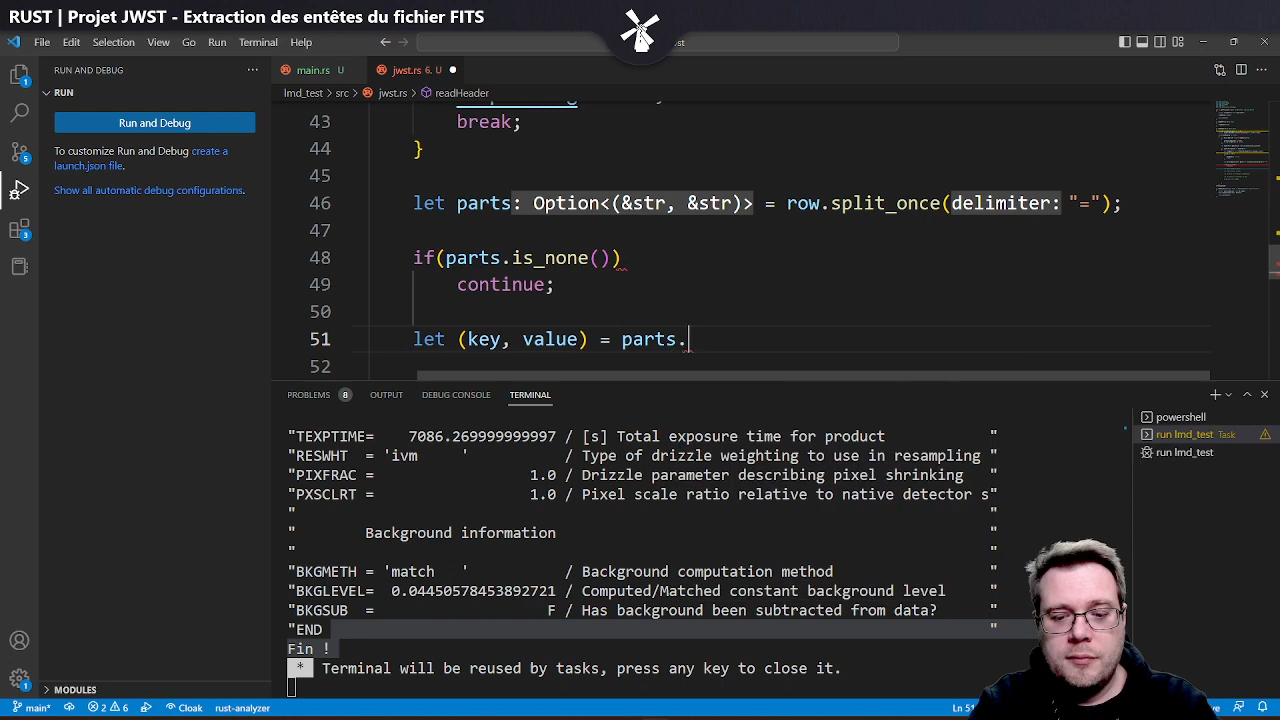 RUST | Projet JWST - Extraction des entêtes du fichier FITS
File Edit Selection View Go Run Terminal Help
RUN AND DEBUG
main.rs U
jwst.rs 6, U
RUN
lmd_test > src > jwst.rs > readHeader
Run and Debug
To customize Run and Debug create a
launch.json file.
Show all automatic debug configurations.
43 break;
44 }
45
46 let parts: Option<(&str, &str)> = row.split_once(delimiter: "=");
47
48 if(parts.is_none())
49 continue;
50
51 let (key, value) = parts.
52
PROBLEMS 8 OUTPUT DEBUG CONSOLE TERMINAL
powershell
run lmd_test Task
run lmd_test
"TEXPTIME= 7086.269999999997 / [s] Total exposure time for product "
"RESWHT = 'ivm ' / Type of drizzle weighting to use in resampling "
"PIXFRAC = 1.0 / Drizzle parameter describing pixel shrinking "
"PXSCLRT = 1.0 / Pixel scale ratio relative to native detector s"
" "
" Background information "
" "
"BKGMETH = 'match ' / Background computation method "
"BKGLEVEL= 0.04450578453892721 / Computed/Matched constant background level "
"BKGSUB = F / Has background been subtracted from data? "
"END "
Fin !
* Terminal will be reused by tasks, press any key to close it.
MODULES
main* 2 6 Cloak rust-analyzer